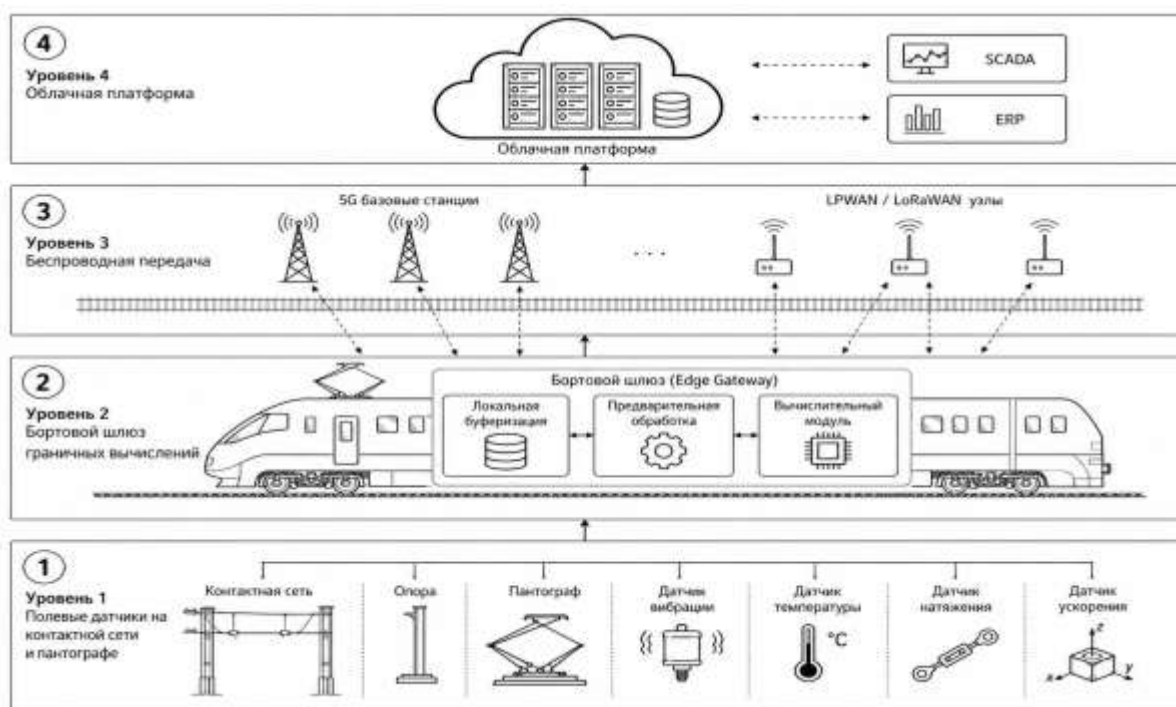 4
Уровень 4
Облачная платформа
Облачная платформа
SCADA
ERP
3
Уровень 3
Беспроводная передача
5G базовые станции
. . .
LPWAN / LoRaWAN узлы
2
Уровень 2
Бортовой шлюз
граничных вычислений
Бортовой шлюз (Edge Gateway)
Локальная
буферизация
Предварительная
обработка
Вычислительный
модуль
1
Уровень 1
Полевые датчики на
контактной сети
и пантографе
Контактная сеть
Опора
Пантограф
Датчик
вибрации
Датчик
температуры
°C
Датчик
натяжения
Датчик
ускорения
z
x
y